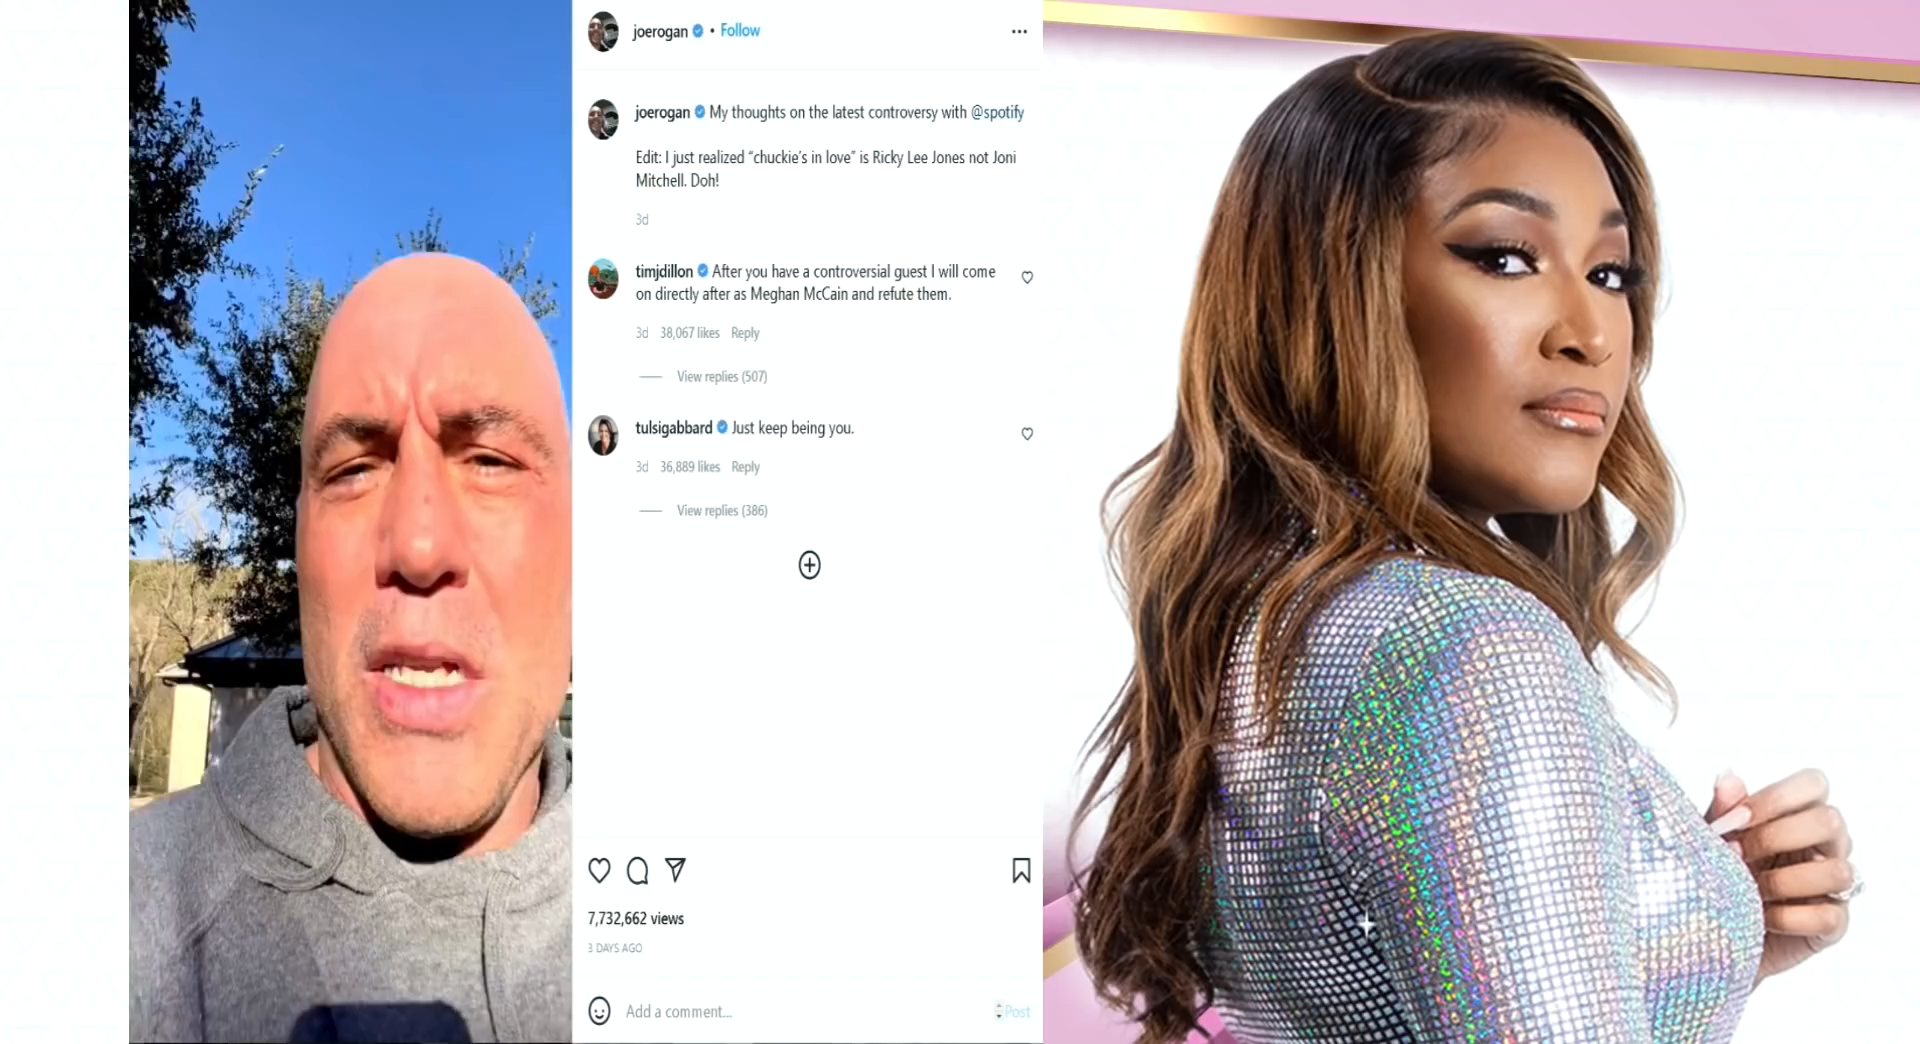 joerogan • Follow
joerogan My thoughts on the latest controversy with @spotify
Edit: I just realized “chuckie’s in love” is Ricky Lee Jones not Joni
Mitchell. Doh!
3d
timjdillon After you have a controversial guest I will come
on directly after as Meghan McCain and refute them.
3d 38,067 likes Reply
View replies (507)
tulsigabbard Just keep being you.
3d 36,889 likes Reply
View replies (386)
7,732,662 views
3 DAYS AGO
Add a comment...
Post